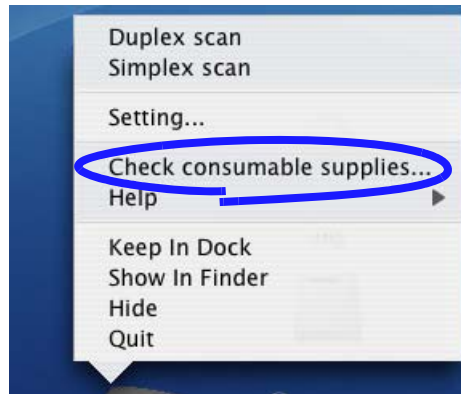 Duplex scan
Simplex scan
Setting...
Check consumable supplies...
Help
Keep In Dock
Show In Finder
Hide
Quit